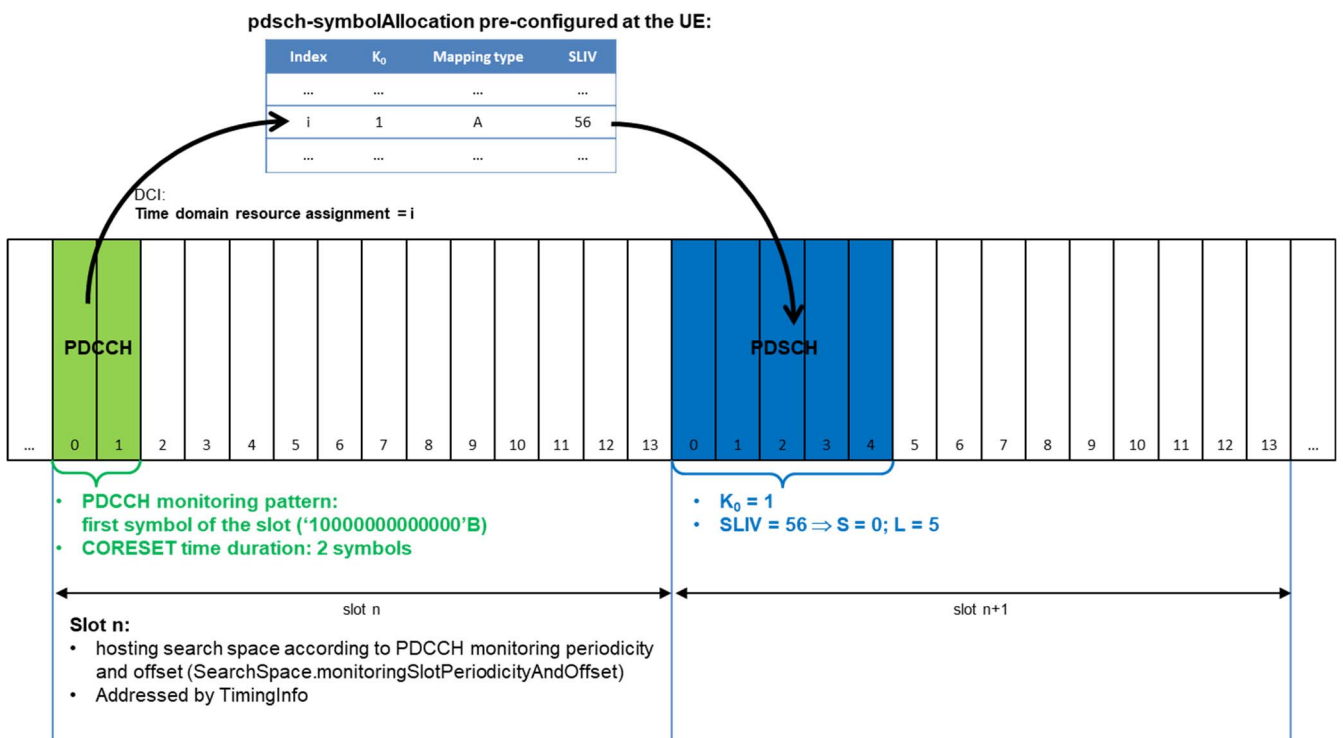 pdsch-symbolAllocation pre-configured at the UE:
Index K₀ Mapping type SLIV
... ... ... ...
i 1 A 56
... ... ... ...
DCI:
Time domain resource assignment = i
PDCCH
PDSCH
... 0 1 2 3 4 5 6 7 8 9 10 11 12 13 0 1 2 3 4 5 6 7 8 9 10 11 12 13 ...
• PDCCH monitoring pattern:
first symbol of the slot (‘10000000000000’B)
• CORESET time duration: 2 symbols
• K₀ = 1
• SLIV = 56 ⇒ S = 0; L = 5
slot n
slot n+1
Slot n:
• hosting search space according to PDCCH monitoring periodicity
and offset (SearchSpace.monitoringSlotPeriodicityAndOffset)
• Addressed by TimingInfo